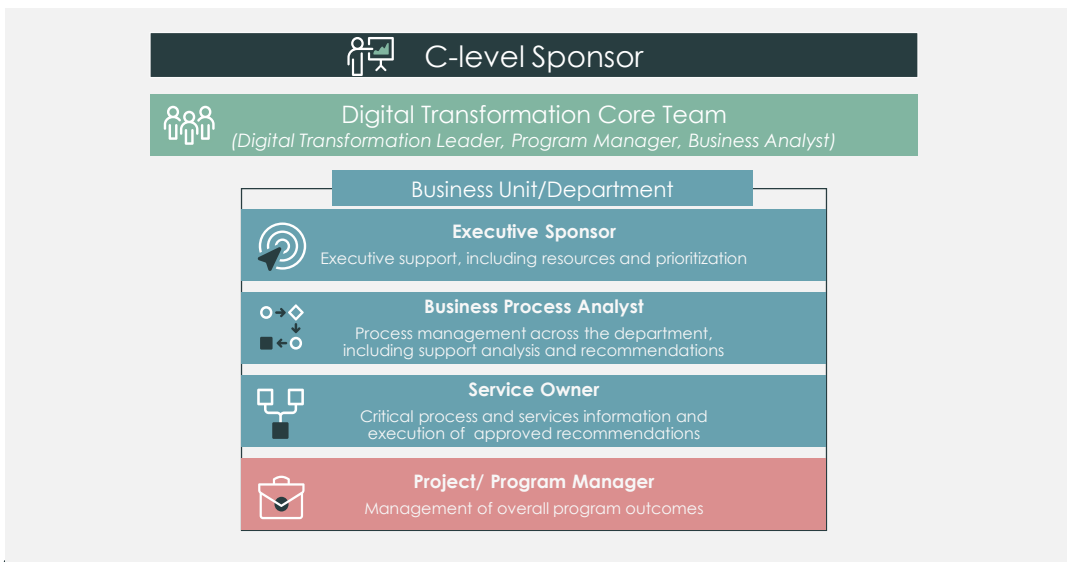 C-level Sponsor
Digital Transformation Core Team
(Digital Transformation Leader, Program Manager, Business Analyst)
Business Unit/Department
Executive Sponsor
Executive support, including resources and prioritization
Business Process Analyst
Process management across the department,
including support analysis and recommendations
Service Owner
Critical process and services information and
execution of  approved recommendations
Project/ Program Manager
Management of overall program outcomes